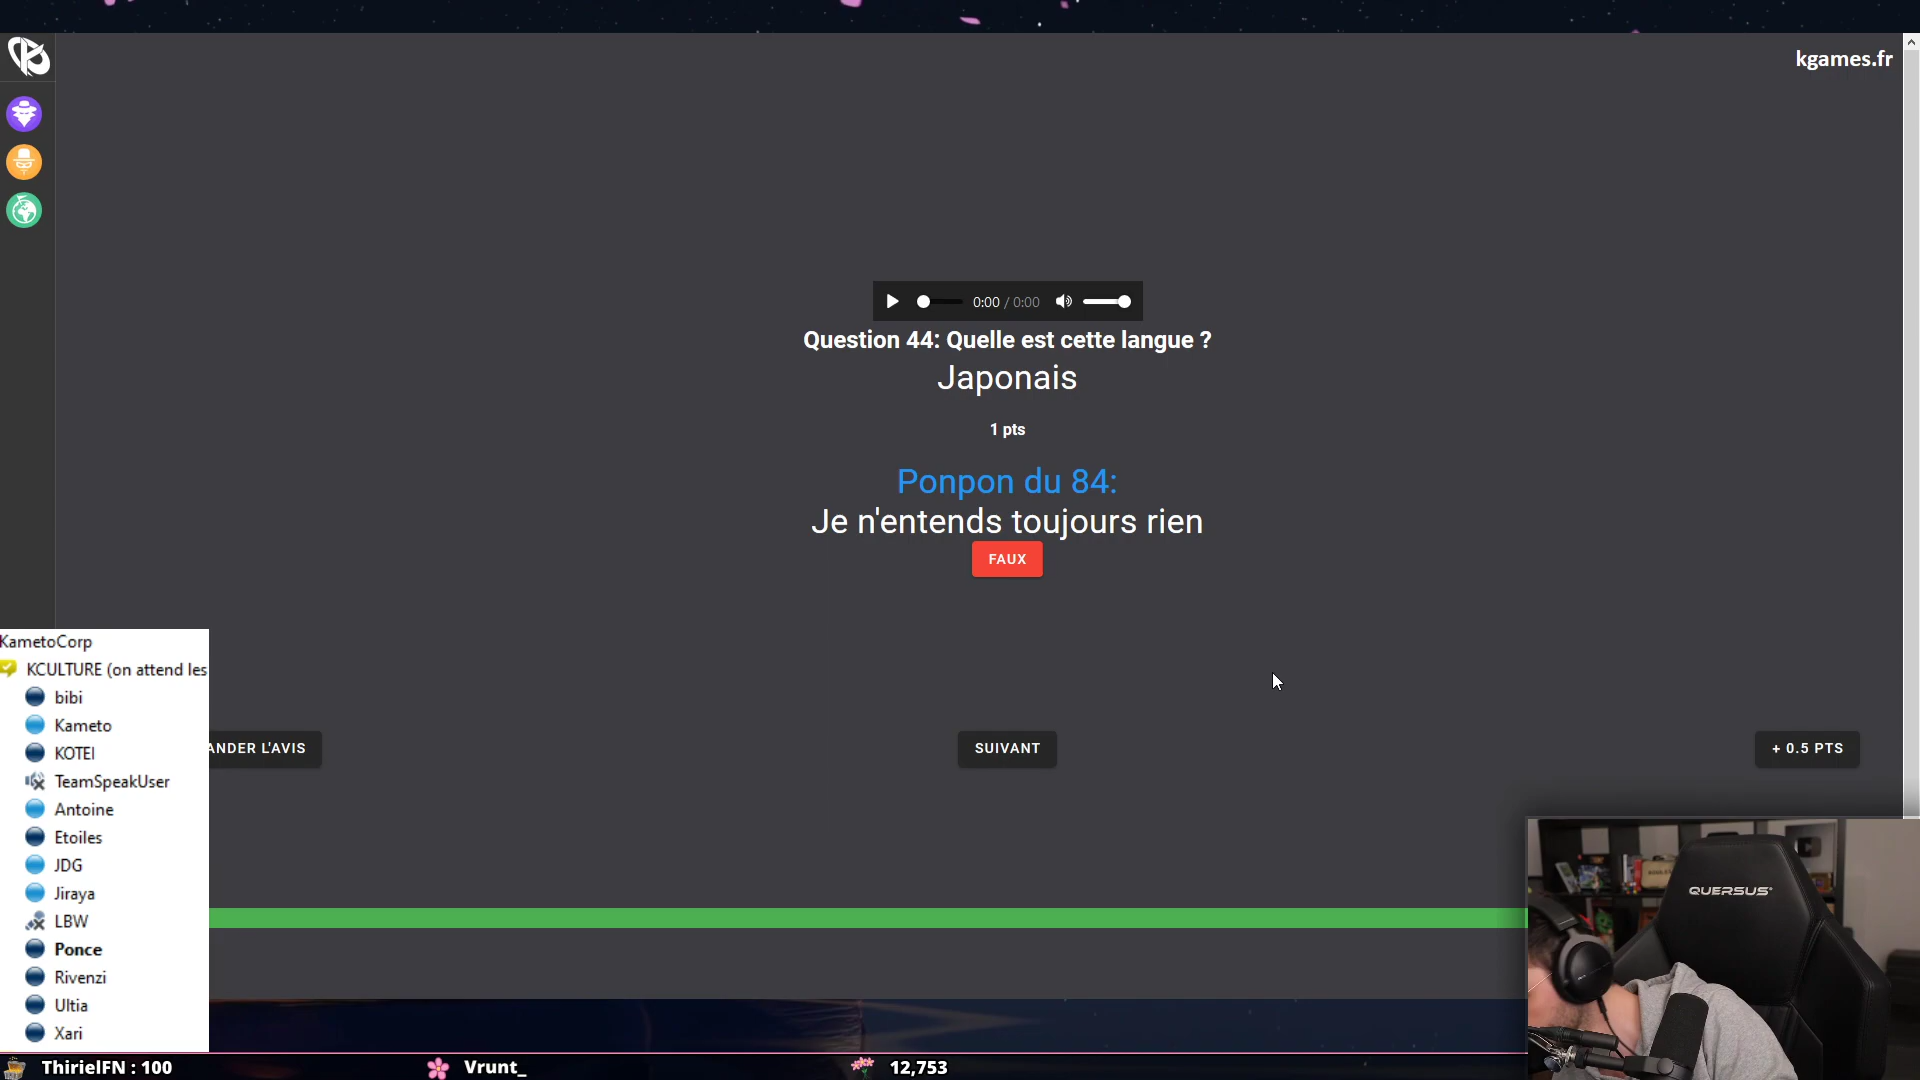 kgames.fr
0:00 / 0:00
Question 44: Quelle est cette langue ?
Japonais
1 pts
Ponpon du 84:
Je n'entends toujours rien
FAUX
ANDER L'AVIS
SUIVANT
+ 0.5 PTS
KametoCorp
KCULTURE (on attend les
bibi
Kameto
KOTEI
TeamSpeakUser
Antoine
Etoiles
JDG
Jiraya
LBW
Ponce
Rivenzi
Ultia
Xari
QUERSUS
ThirielFN : 100
Vrunt_
12,753